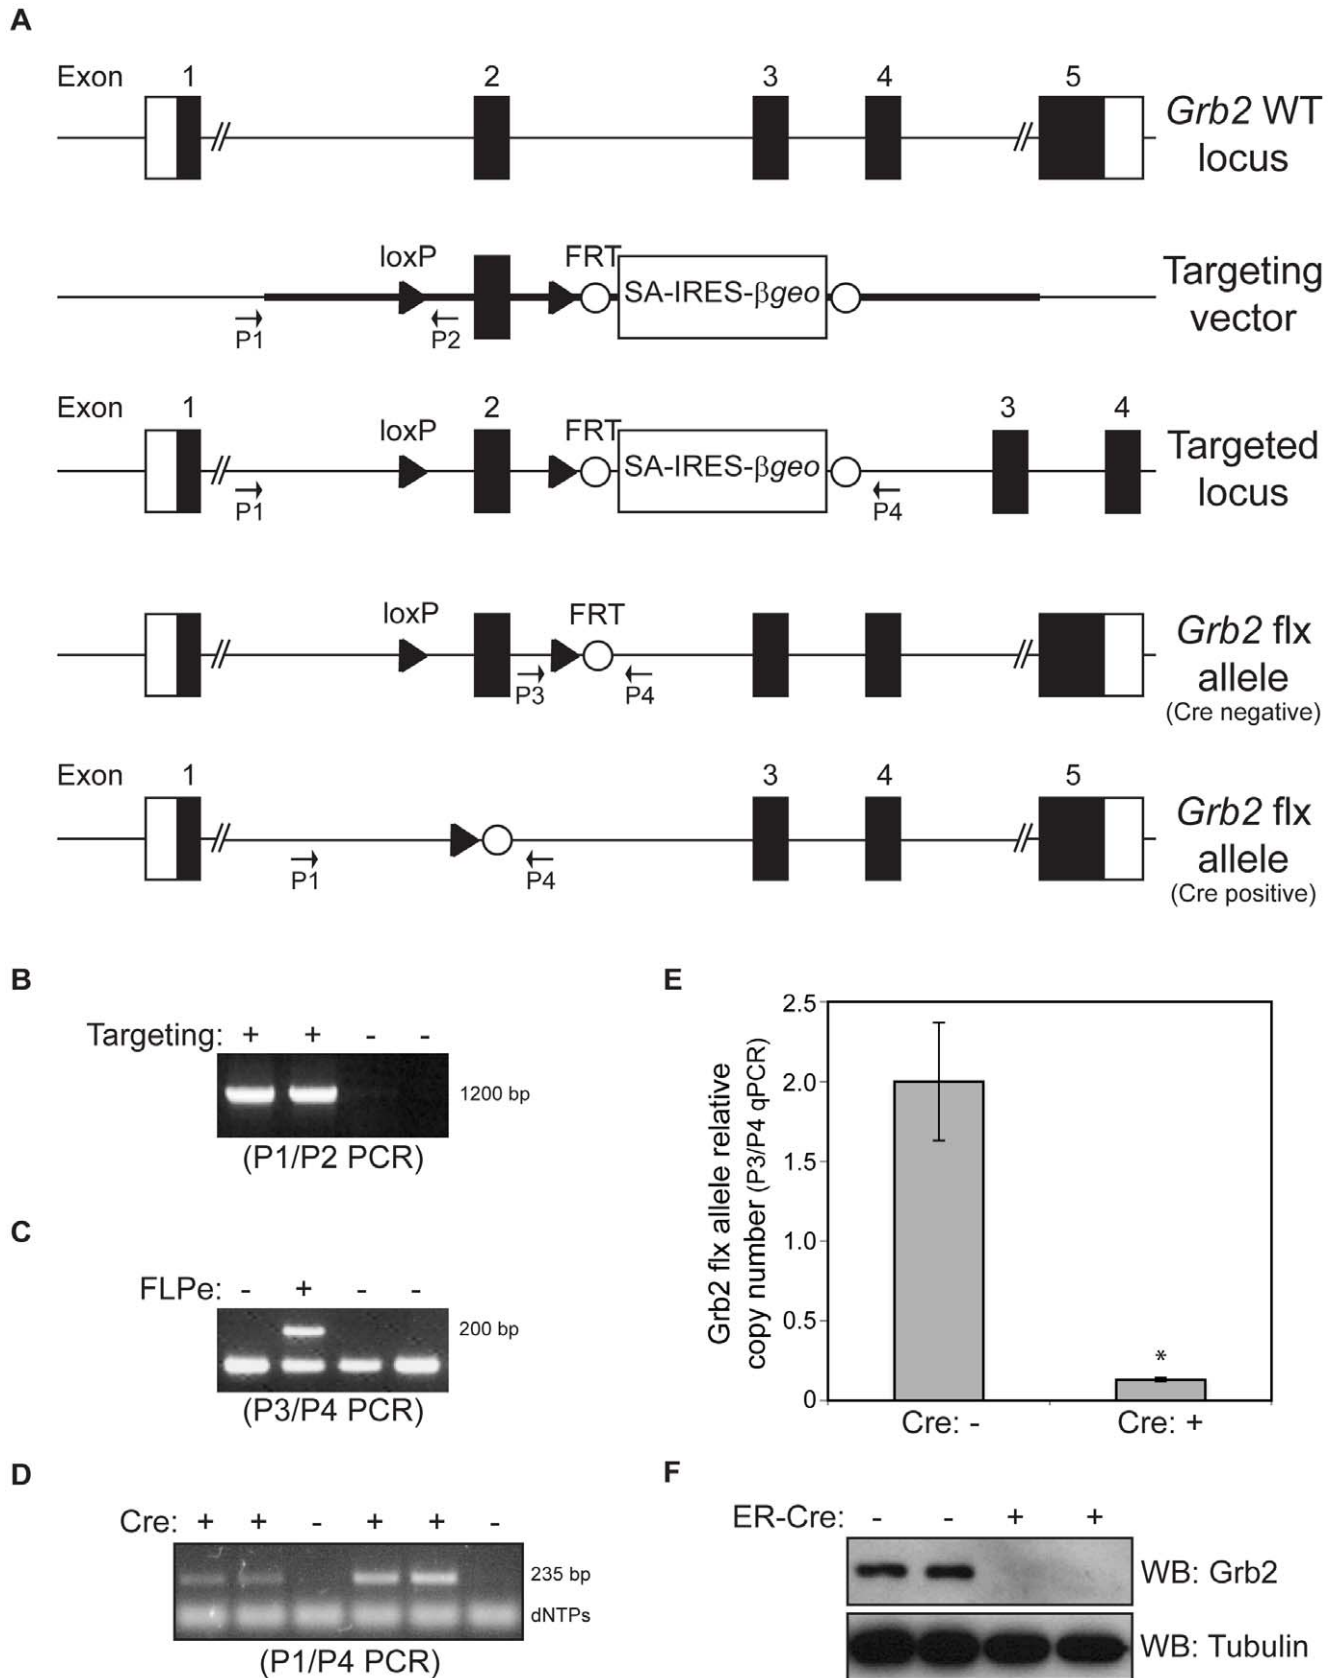 A
Exon 1 2 3 4 5
Grb2 WT
locus
loxP FRT
SA-IRES-βgeo
P1 P2
Targeting
vector
Exon 1 2 3 4
loxP FRT
SA-IRES-βgeo
P1 P4
Targeted
locus
loxP FRT
P3 P4
Grb2 flx
allele
(Cre negative)
Exon 1 3 4 5
P1 P4
Grb2 flx
allele
(Cre positive)
B
Targeting: + + - -
1200 bp
(P1/P2 PCR)
C
FLPe: - + - -
200 bp
(P3/P4 PCR)
D
Cre: + + - + + -
235 bp
dNTPs
(P1/P4 PCR)
E
Grb2 flx allele relative
copy number (P3/P4 qPCR)
2.5
2.0
1.5
1.0
0.5
0
*
Cre: - Cre: +
F
ER-Cre: - - + +
WB: Grb2
WB: Tubulin